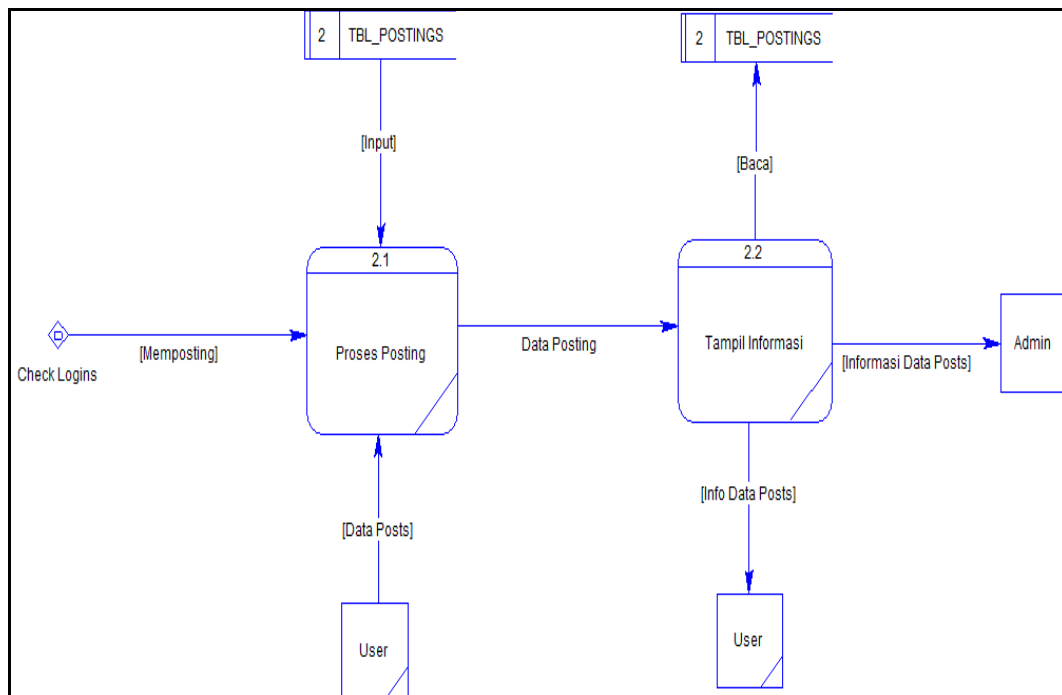 2 TBL_POSTINGS
2 TBL_POSTINGS
[Input]
[Baca]
2.1
2.2
Proses Posting
Tampil Informasi
Admin
[Memposting]
Data Posting
[Informasi Data Posts]
Check Logins
[Data Posts]
[Info Data Posts]
User
User